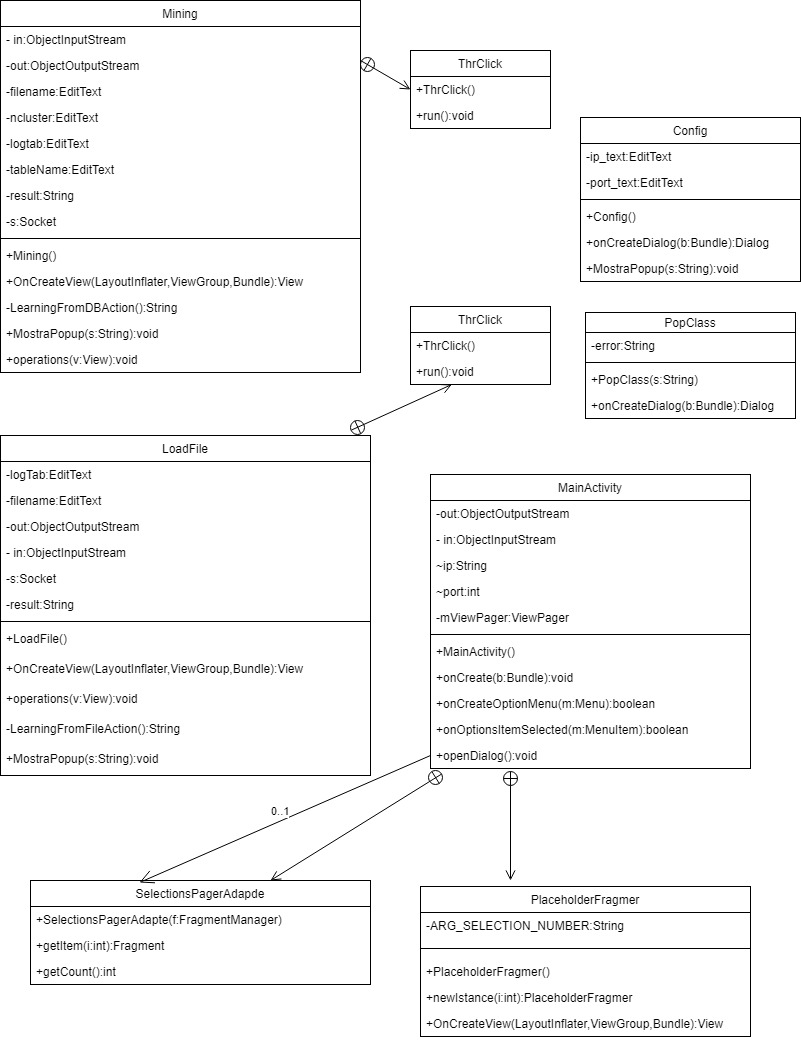 Mining
- in:ObjectInputStream
-out:ObjectOutputStream
-filename:EditText
-ncluster:EditText
-logtab:EditText
-tableName:EditText
-result:String
-s:Socket
+Mining()
+OnCreateView(LayoutInflater,ViewGroup,Bundle):View
-LearningFromDBAction():String
+MostraPopup(s:String):void
+operations(v:View):void
ThrClick
+ThrClick()
+run():void
Config
-ip_text:EditText
-port_text:EditText
+Config()
+onCreateDialog(b:Bundle):Dialog
+MostraPopup(s:String):void
ThrClick
+ThrClick()
+run():void
PopClass
-error:String
+PopClass(s:String)
+onCreateDialog(b:Bundle):Dialog
LoadFile
-logTab:EditText
-filename:EditText
-out:ObjectOutputStream
- in:ObjectInputStream
-s:Socket
-result:String
+LoadFile()
+OnCreateView(LayoutInflater,ViewGroup,Bundle):View
+operations(v:View):void
-LearningFromFileAction():String
+MostraPopup(s:String):void
MainActivity
-out:ObjectOutputStream
- in:ObjectInputStream
~ip:String
~port:int
-mViewPager:ViewPager
+MainActivity()
+onCreate(b:Bundle):void
+onCreateOptionMenu(m:Menu):boolean
+onOptionsItemSelected(m:MenuItem):boolean
+openDialog():void
0..1
SelectionsPagerAdapde
+SelectionsPagerAdapte(f:FragmentManager)
+getItem(i:int):Fragment
+getCount():int
PlaceholderFragmer
-ARG_SELECTION_NUMBER:String
+PlaceholderFragmer()
+newIstance(i:int):PlaceholderFragmer
+OnCreateView(LayoutInflater,ViewGroup,Bundle):View